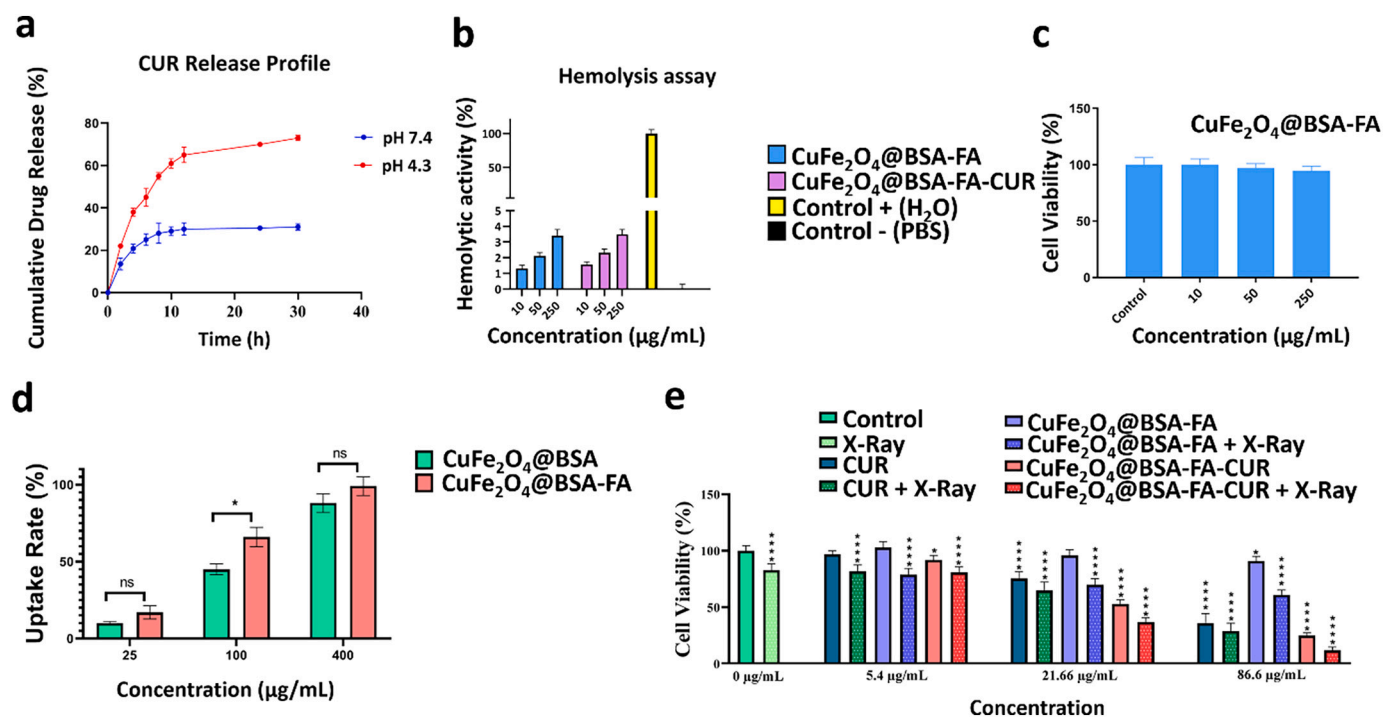 a
CUR Release Profile
Cumulative Drug Release (%)
80
60
40
20
0
0 10 20 30 40
Time (h)
pH 7.4
pH 4.3
b
Hemolysis assay
Hemolytic activity (%)
100
50
5
4
3
2
1
0
10 50 250 10 50 250
Concentration (μg/mL)
CuFe₂O₄@BSA-FA
CuFe₂O₄@BSA-FA-CUR
Control + (H₂O)
Control - (PBS)
c
CuFe₂O₄@BSA-FA
Cell Viability (%)
150
100
50
0
Control 10 50 250
Concentration (μg/mL)
d
Uptake Rate (%)
100
50
0
ns
*
ns
25 100 400
Concentration (μg/mL)
CuFe₂O₄@BSA
CuFe₂O₄@BSA-FA
e
Control
X-Ray
CUR
CUR + X-Ray
CuFe₂O₄@BSA-FA
CuFe₂O₄@BSA-FA + X-Ray
CuFe₂O₄@BSA-FA-CUR
CuFe₂O₄@BSA-FA-CUR + X-Ray
Cell Viability (%)
150
100
50
0
****
**** **** * ****
**** **** **** **** ****
**** **** * **** **** ****
0 μg/mL 5.4 μg/mL 21.66 μg/mL 86.6 μg/mL
Concentration